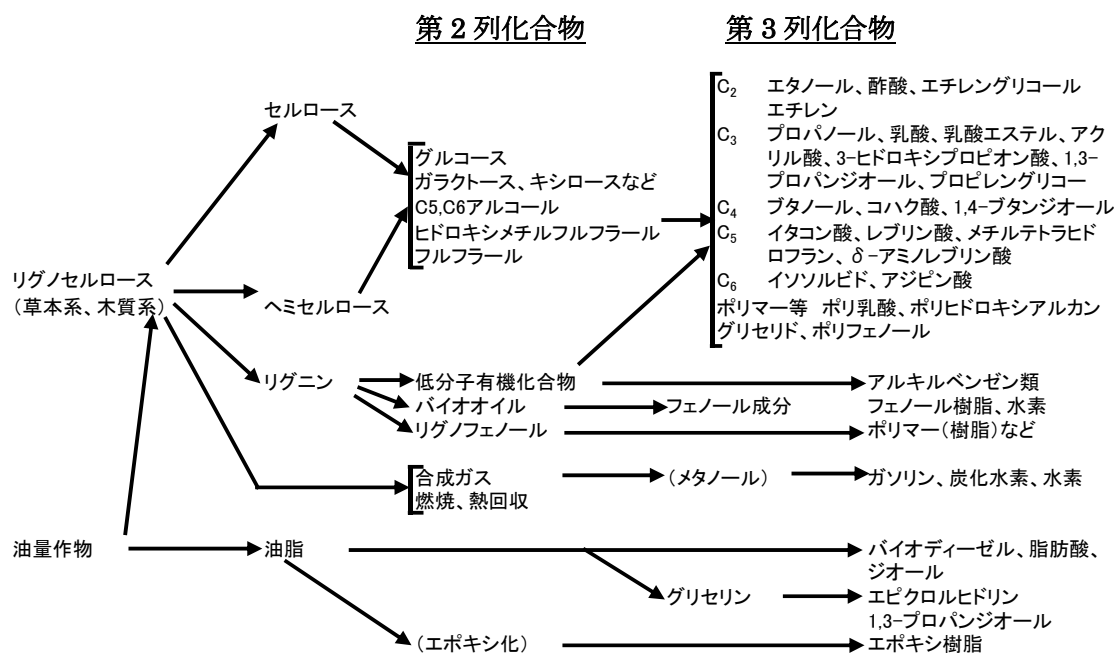 第2列化合物 第3列化合物
C2 エタノール、酢酸、エチレングリコール
エチレン
C3 プロパノール、乳酸、乳酸エステル、アク
リル酸、3-ヒドロキシプロピオン酸、1,3-
プロパンジオール、プロピレングリコー
C4 ブタノール、コハク酸、1,4-ブタンジオール
C5 イタコン酸、レブリン酸、メチルテトラヒド
ロフラン、δ-アミノレブリン酸
C6 イソソルビド、アジピン酸
ポリマー等 ポリ乳酸、ポリヒドロキシアルカン
グリセリド、ポリフェノール
セルロース
グルコース
ガラクトース、キシロースなど
C5,C6アルコール
ヒドロキシメチルフルフラール
フルフラール
リグノセルロース
(草本系、木質系)
ヘミセルロース
リグニン 低分子有機化合物 アルキルベンゼン類
バイオオイル フェノール成分 フェノール樹脂、水素
リグノフェノール ポリマー(樹脂)など
合成ガス (メタノール) ガソリン、炭化水素、水素
燃焼、熱回収
油量作物 油脂 バイオディーゼル、脂肪酸、
ジオール
グリセリン エピクロルヒドリン
1,3-プロパンジオール
(エポキシ化) エポキシ樹脂